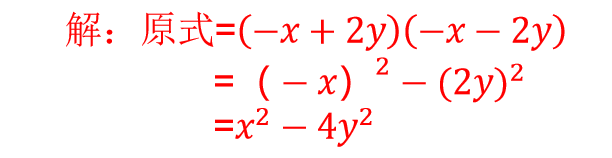 解：原式=(−x + 2y)(−x − 2y)
=（−x）² − (2y)²
=x² − 4y²